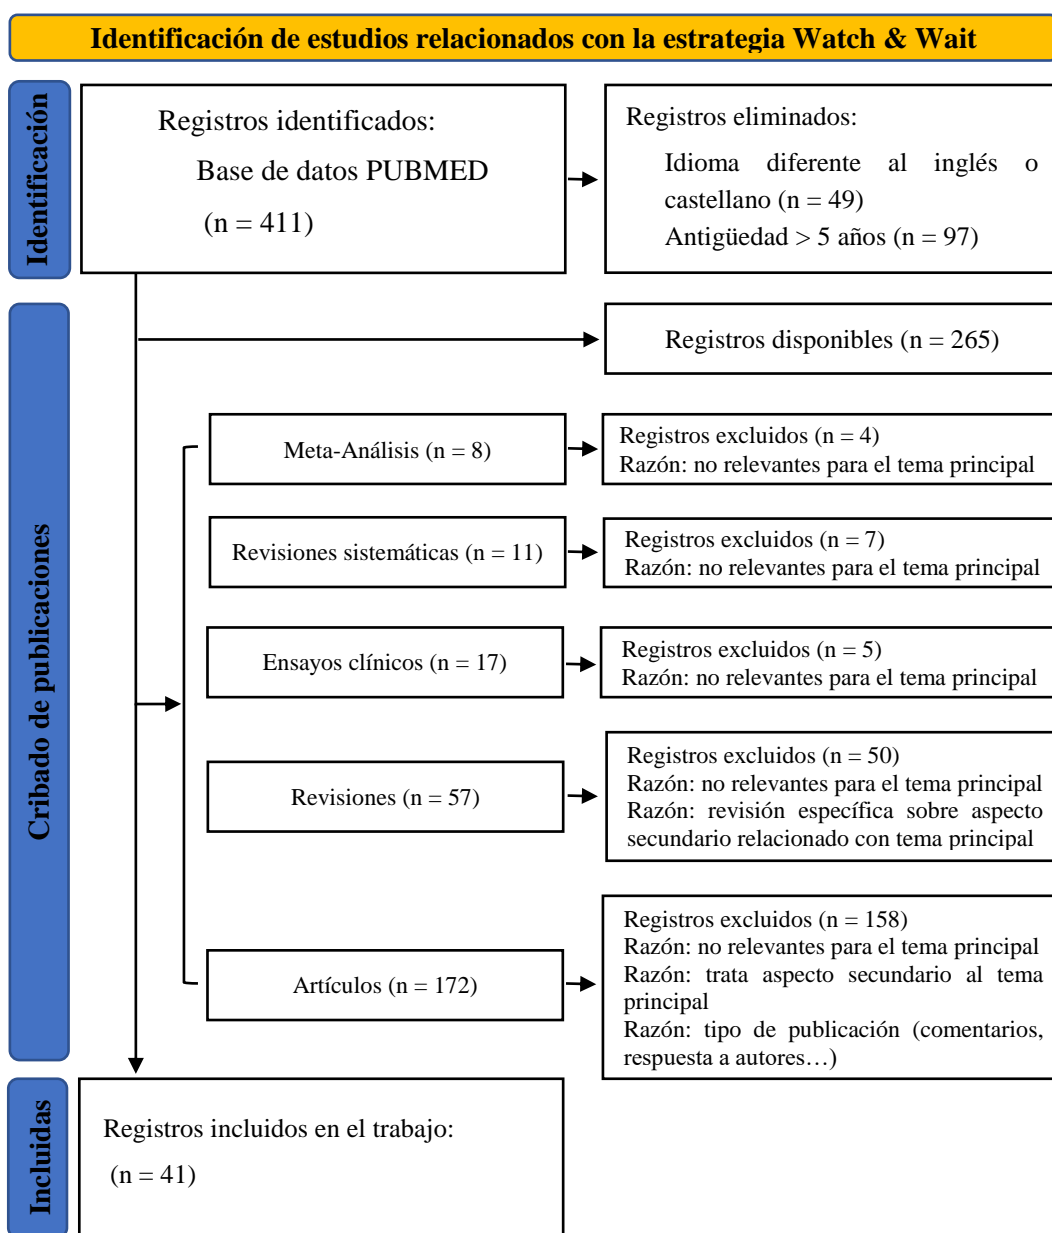 Identificación de estudios relacionados con la estrategia Watch & Wait
Identificación
Registros identificados:
Base de datos PUBMED
(n = 411)
Registros eliminados:
Idioma diferente al inglés o
castellano (n = 49)
Antigüedad > 5 años (n = 97)
Cribado de publicaciones
Registros disponibles (n = 265)
Meta-Análisis (n = 8)
Registros excluidos (n = 4)
Razón: no relevantes para el tema principal
Revisiones sistemáticas (n = 11)
Registros excluidos (n = 7)
Razón: no relevantes para el tema principal
Ensayos clínicos (n = 17)
Registros excluidos (n = 5)
Razón: no relevantes para el tema principal
Revisiones (n = 57)
Registros excluidos (n = 50)
Razón: no relevantes para el tema principal
Razón: revisión específica sobre aspecto
secundario relacionado con tema principal
Artículos (n = 172)
Registros excluidos (n = 158)
Razón: no relevantes para el tema principal
Razón: trata aspecto secundario al tema
principal
Razón: tipo de publicación (comentarios,
respuesta a autores…)
Incluidas
Registros incluidos en el trabajo:
(n = 41)